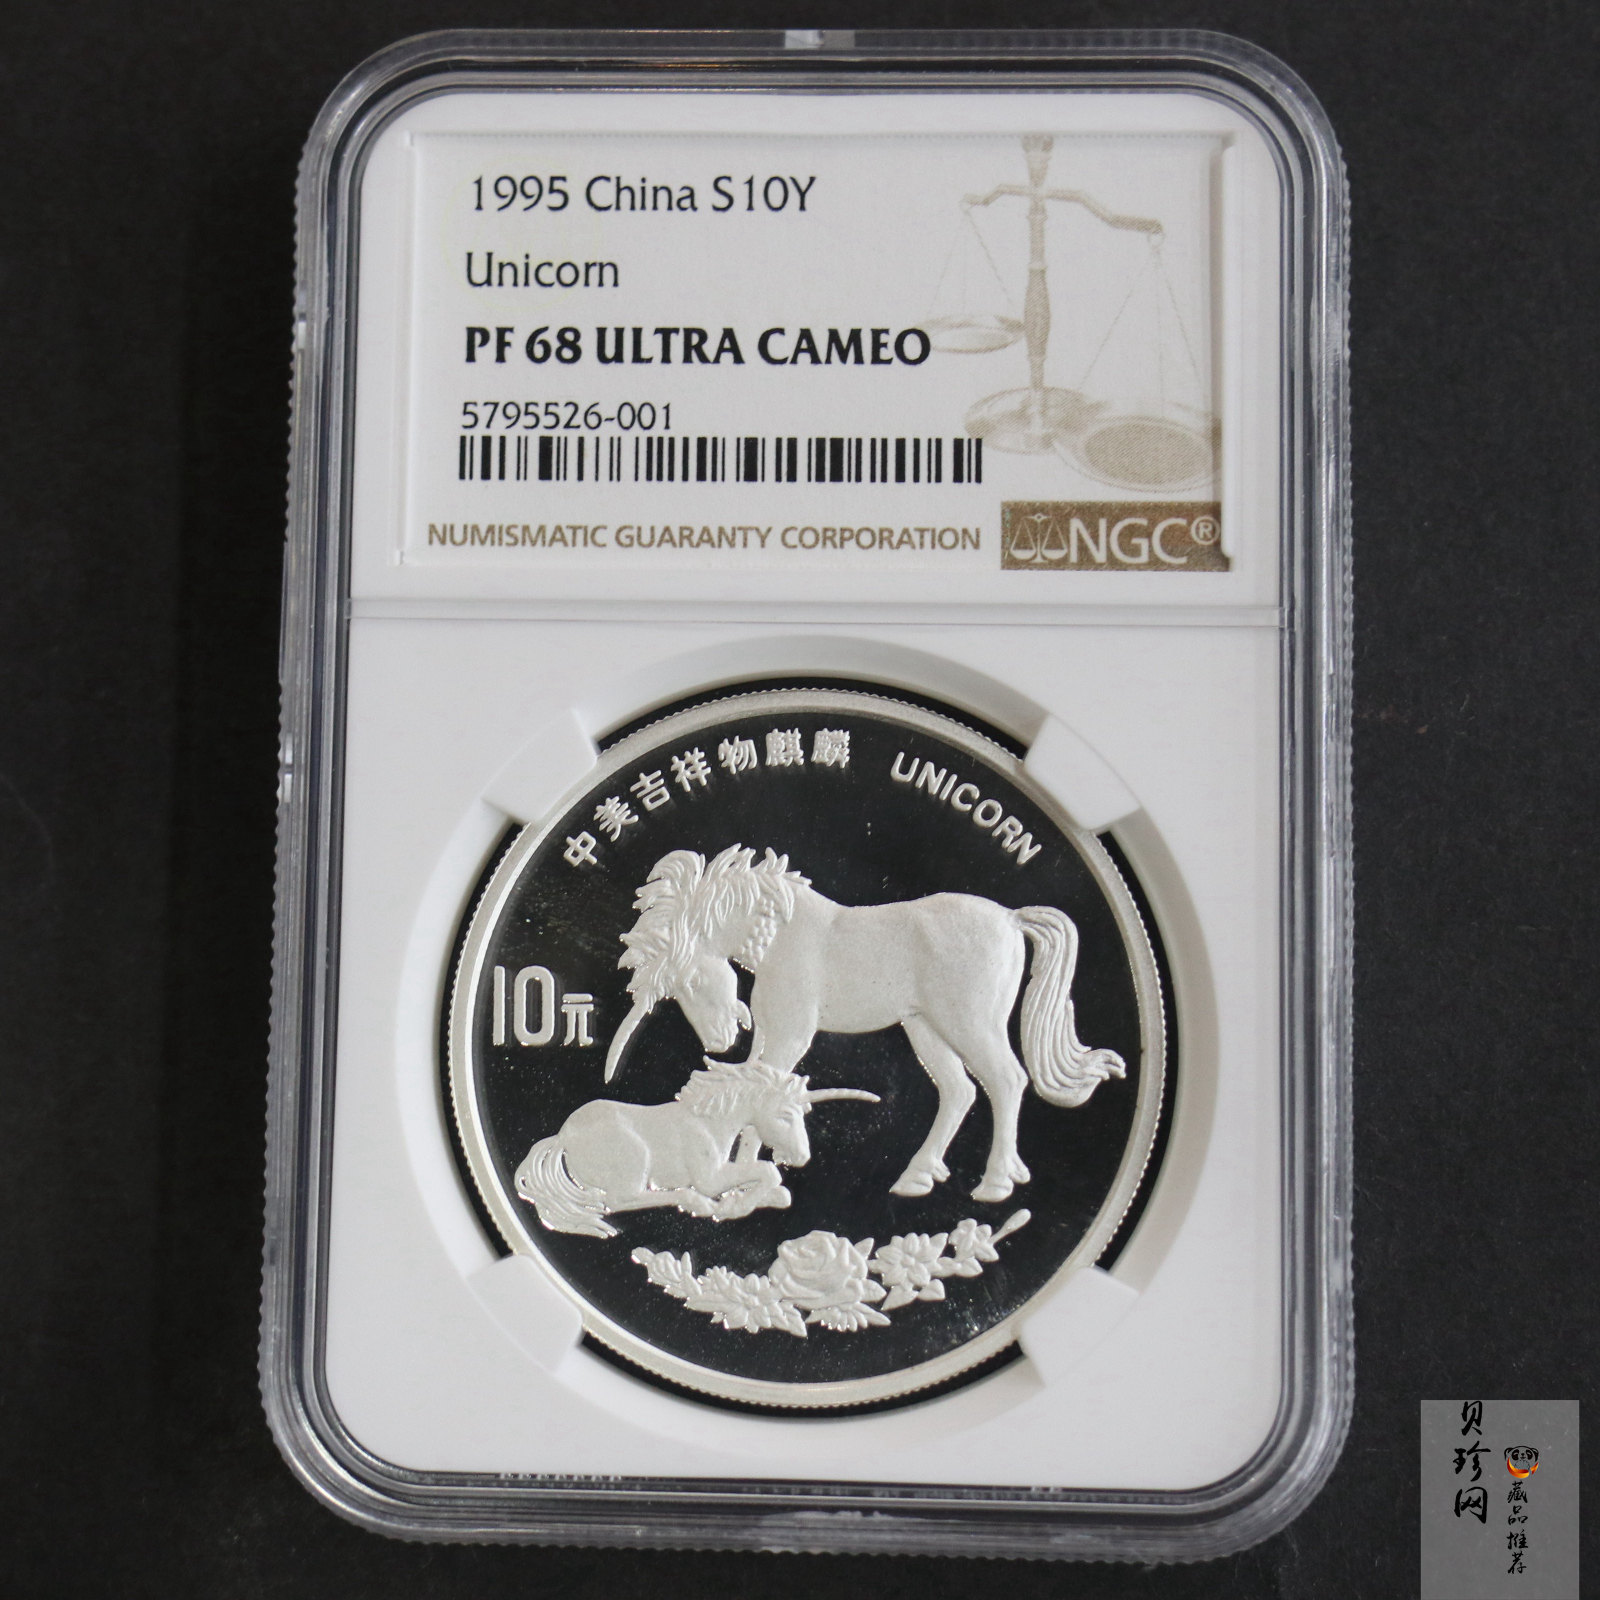 1995 China S10Y
Unicorn
PF 68 ULTRA CAMEO
5795526-001
NUMISMATIC GUARANTY CORPORATION
NGC®
中美吉祥物麒麟 UNICORN
10元
贝珍网
藏品推荐